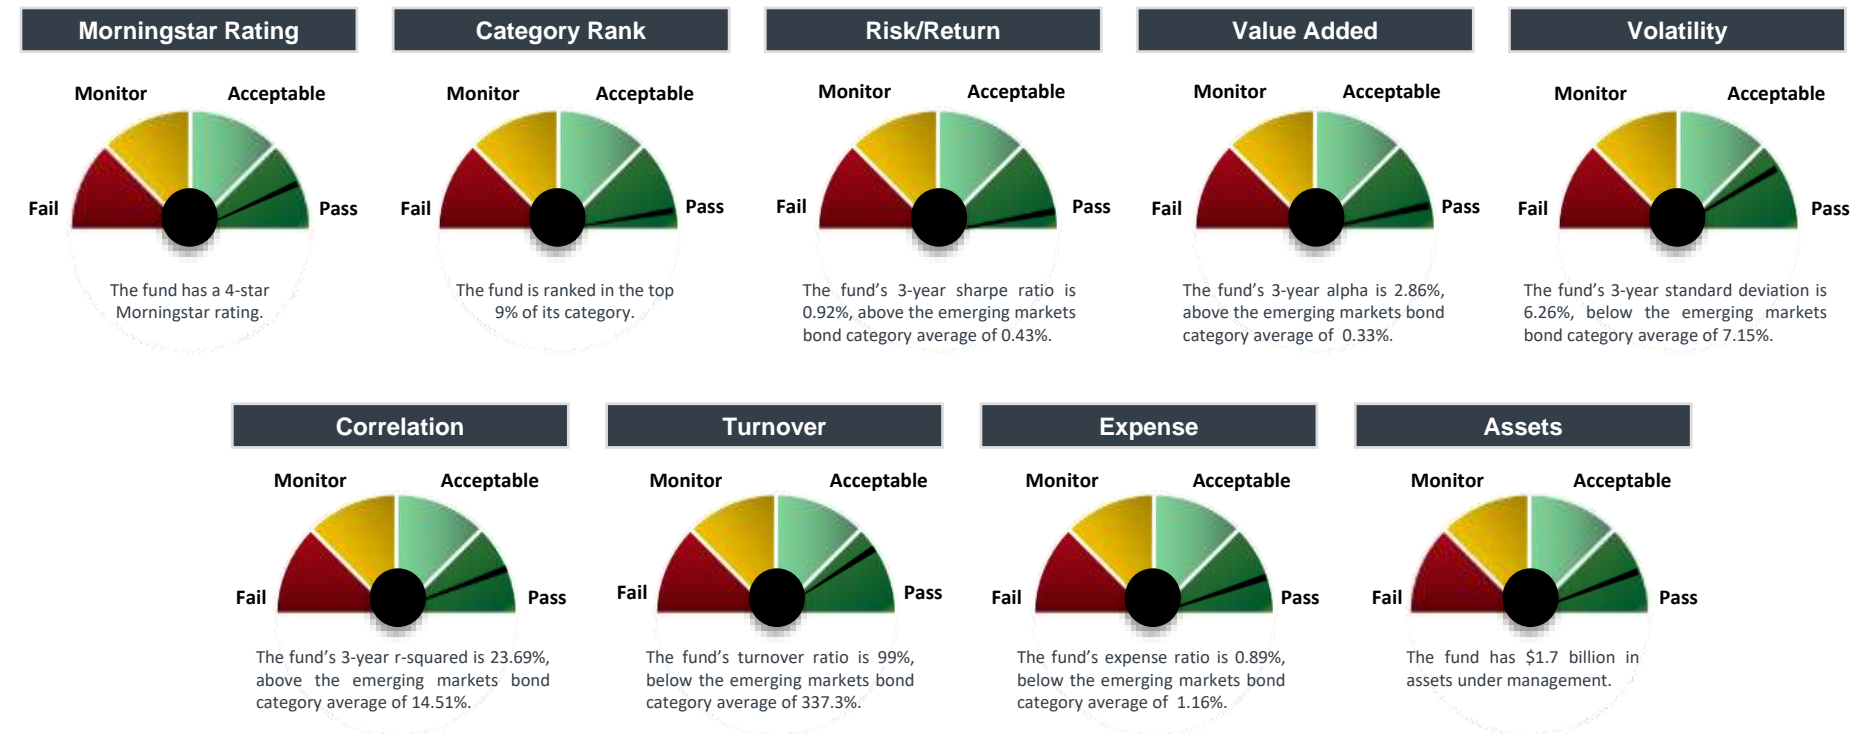 Morningstar Rating
Category Rank
Risk/Return
Value Added
Volatility
Monitor
Acceptable
Fail
Pass
The fund has a 4-star
Morningstar rating.
Monitor
Acceptable
Fail
Pass
The fund is ranked in the top
9% of its category.
Monitor
Acceptable
Fail
Pass
The fund’s 3-year sharpe ratio is
0.92%, above the emerging markets
bond category average of 0.43%.
Monitor
Acceptable
Fail
Pass
The fund’s 3-year alpha is 2.86%,
above the emerging markets bond
category average of 0.33%.
Monitor
Acceptable
Fail
Pass
The fund’s 3-year standard deviation is
6.26%, below the emerging markets
bond category average of 7.15%.
Correlation
Turnover
Expense
Assets
Monitor
Acceptable
Fail
Pass
The fund’s 3-year r-squared is 23.69%,
above the emerging markets bond
category average of 14.51%.
Monitor
Acceptable
Fail
Pass
The fund’s turnover ratio is 99%,
below the emerging markets bond
category average of 337.3%.
Monitor
Acceptable
Fail
Pass
The fund’s expense ratio is 0.89%,
below the emerging markets bond
category average of 1.16%.
Monitor
Acceptable
Fail
Pass
The fund has $1.7 billion in
assets under management.